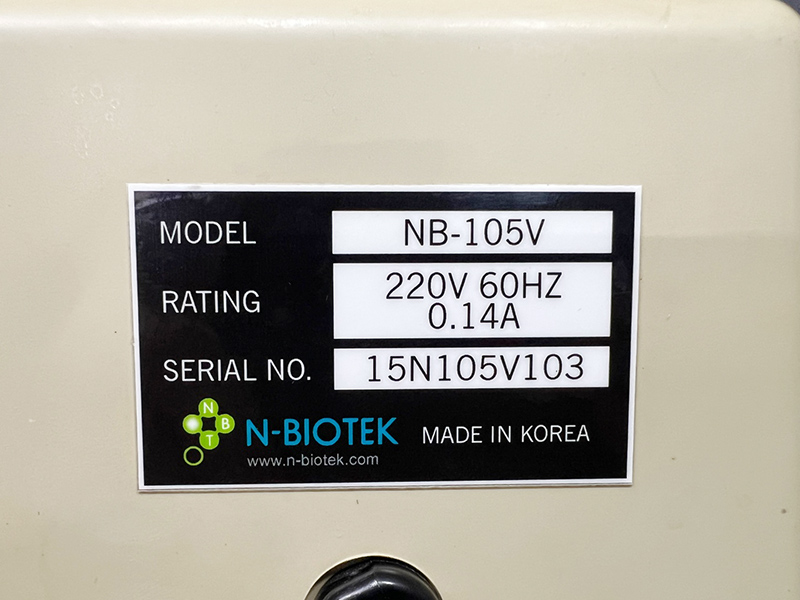 MODEL NB-105V
RATING 220V 60HZ
0.14A
SERIAL NO. 15N105V103
N
B
T
N-BIOTEK MADE IN KOREA
www.n-biotek.com